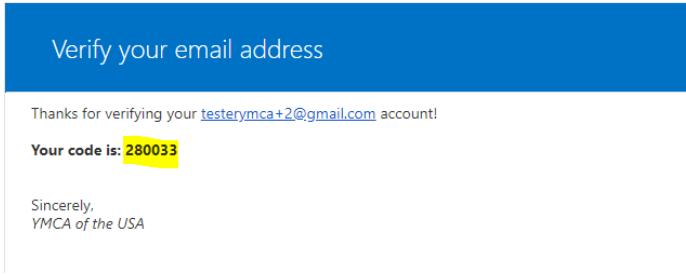 Verify your email address
Thanks for verifying your testerymca+2@gmail.com account!
Your code is: 280033
Sincerely,
YMCA of the USA